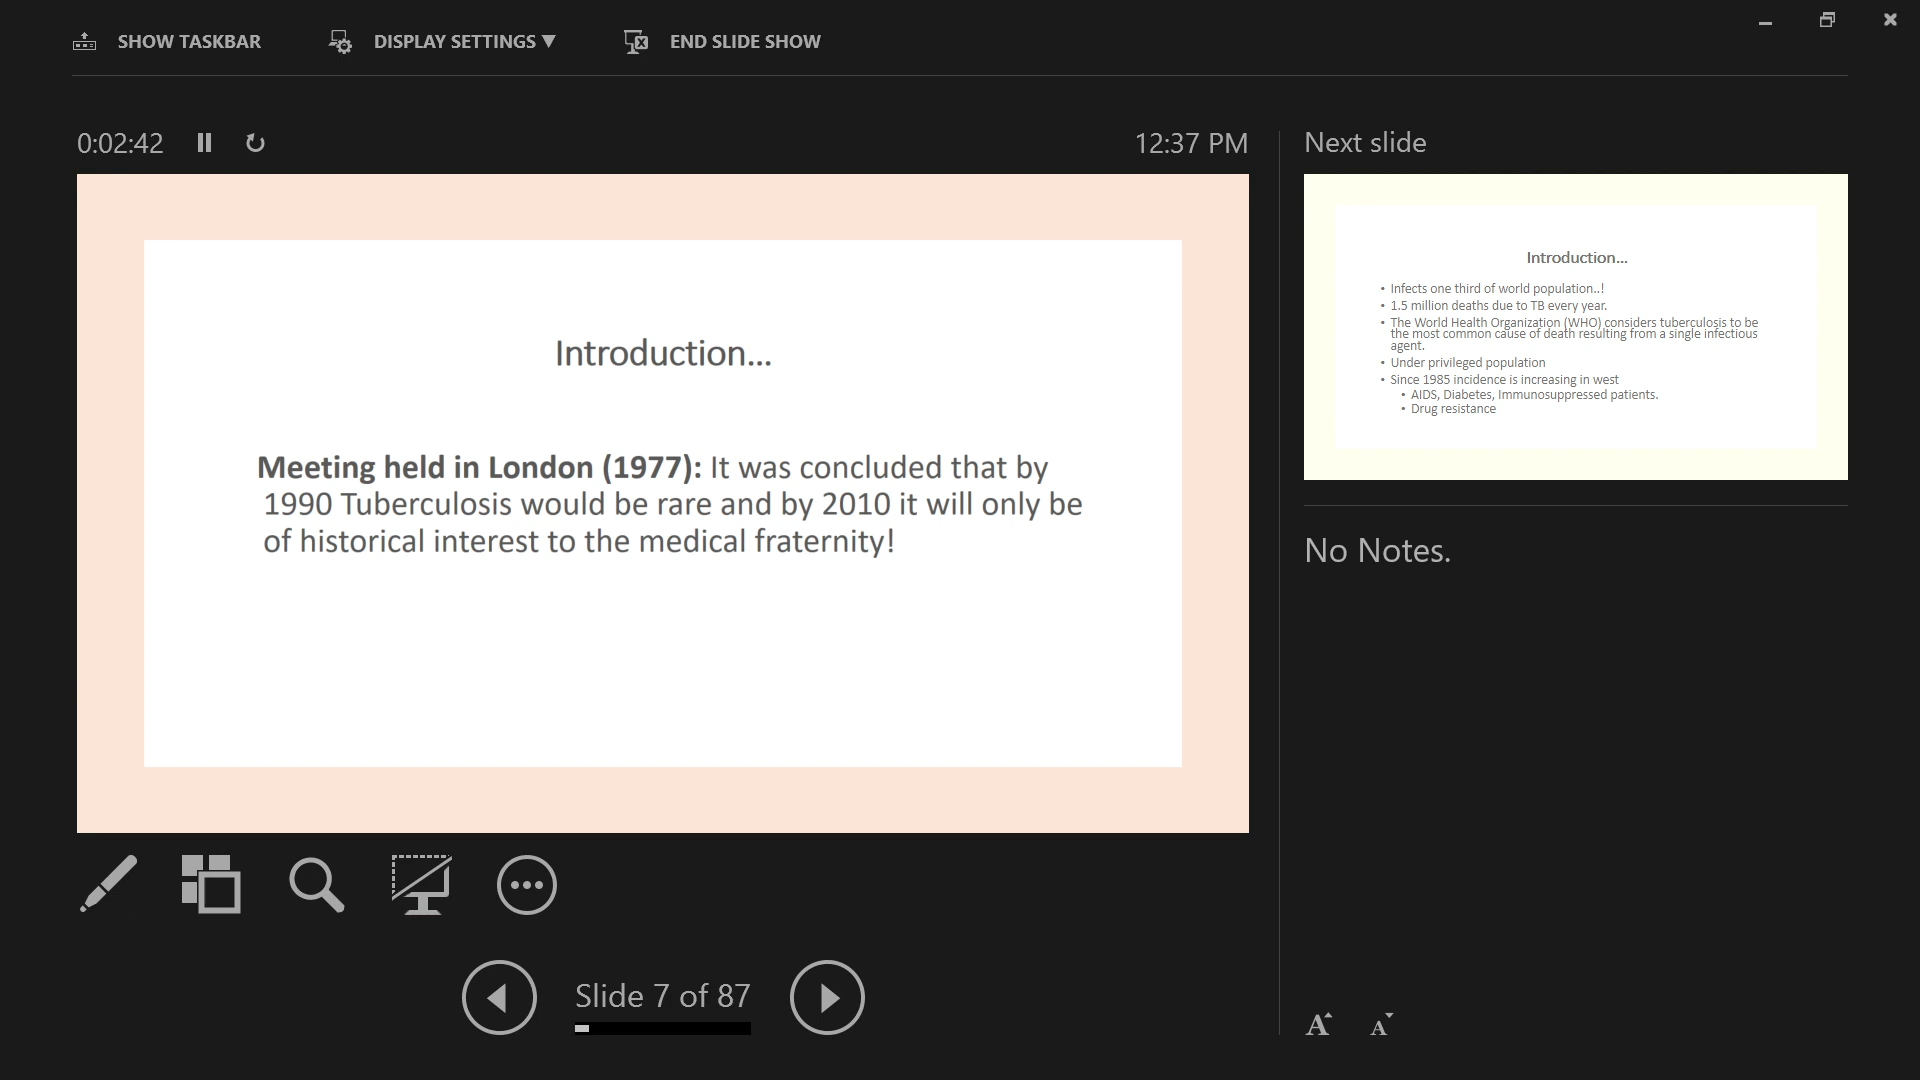 SHOW TASKBAR
DISPLAY SETTINGS ▼
END SLIDE SHOW
0:02:42
12:37 PM
Introduction...
Meeting held in London (1977): It was concluded that by
1990 Tuberculosis would be rare and by 2010 it will only be
of historical interest to the medical fraternity!
Slide 7 of 87
Next slide
Introduction...
• Infects one third of world population..!
• 1.5 million deaths due to TB every year.
• The World Health Organization (WHO) considers tuberculosis to be
the most common cause of death resulting from a single infectious
agent.
• Under privileged population
• Since 1985 incidence is increasing in west
• AIDS, Diabetes, Immunosuppressed patients.
• Drug resistance
No Notes.
A A